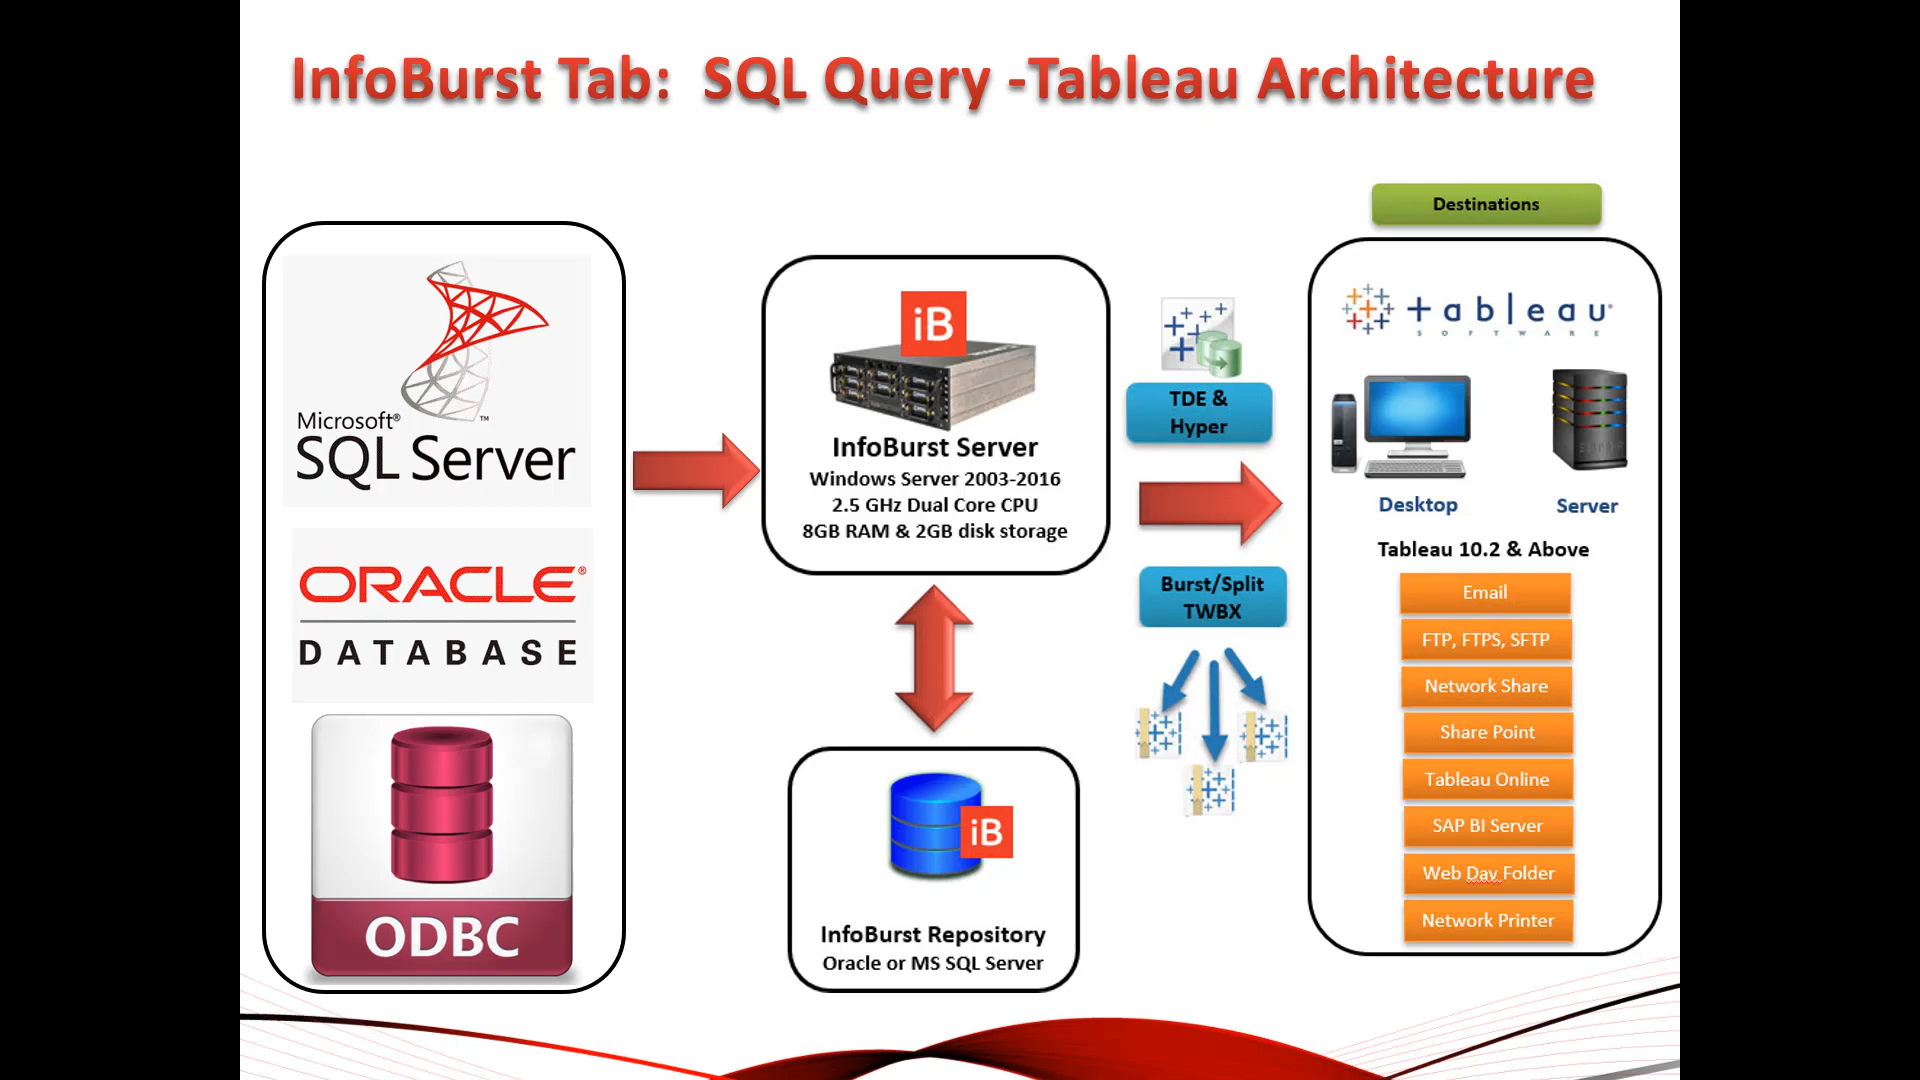 InfoBurst Tab:  SQL Query -Tableau Architecture
Microsoft®
SQL Server™
ORACLE®
DATABASE
ODBC
iB
InfoBurst Server
Windows Server 2003-2016
2.5 GHz Dual Core CPU
8GB RAM & 2GB disk storage
iB
InfoBurst Repository
Oracle or MS SQL Server
TDE &
Hyper
Burst/Split
TWBX
Destinations
tableau®
SOFTWARE
Desktop
Server
Tableau 10.2 & Above
Email
FTP, FTPS, SFTP
Network Share
Share Point
Tableau Online
SAP BI Server
Web Dav Folder
Network Printer